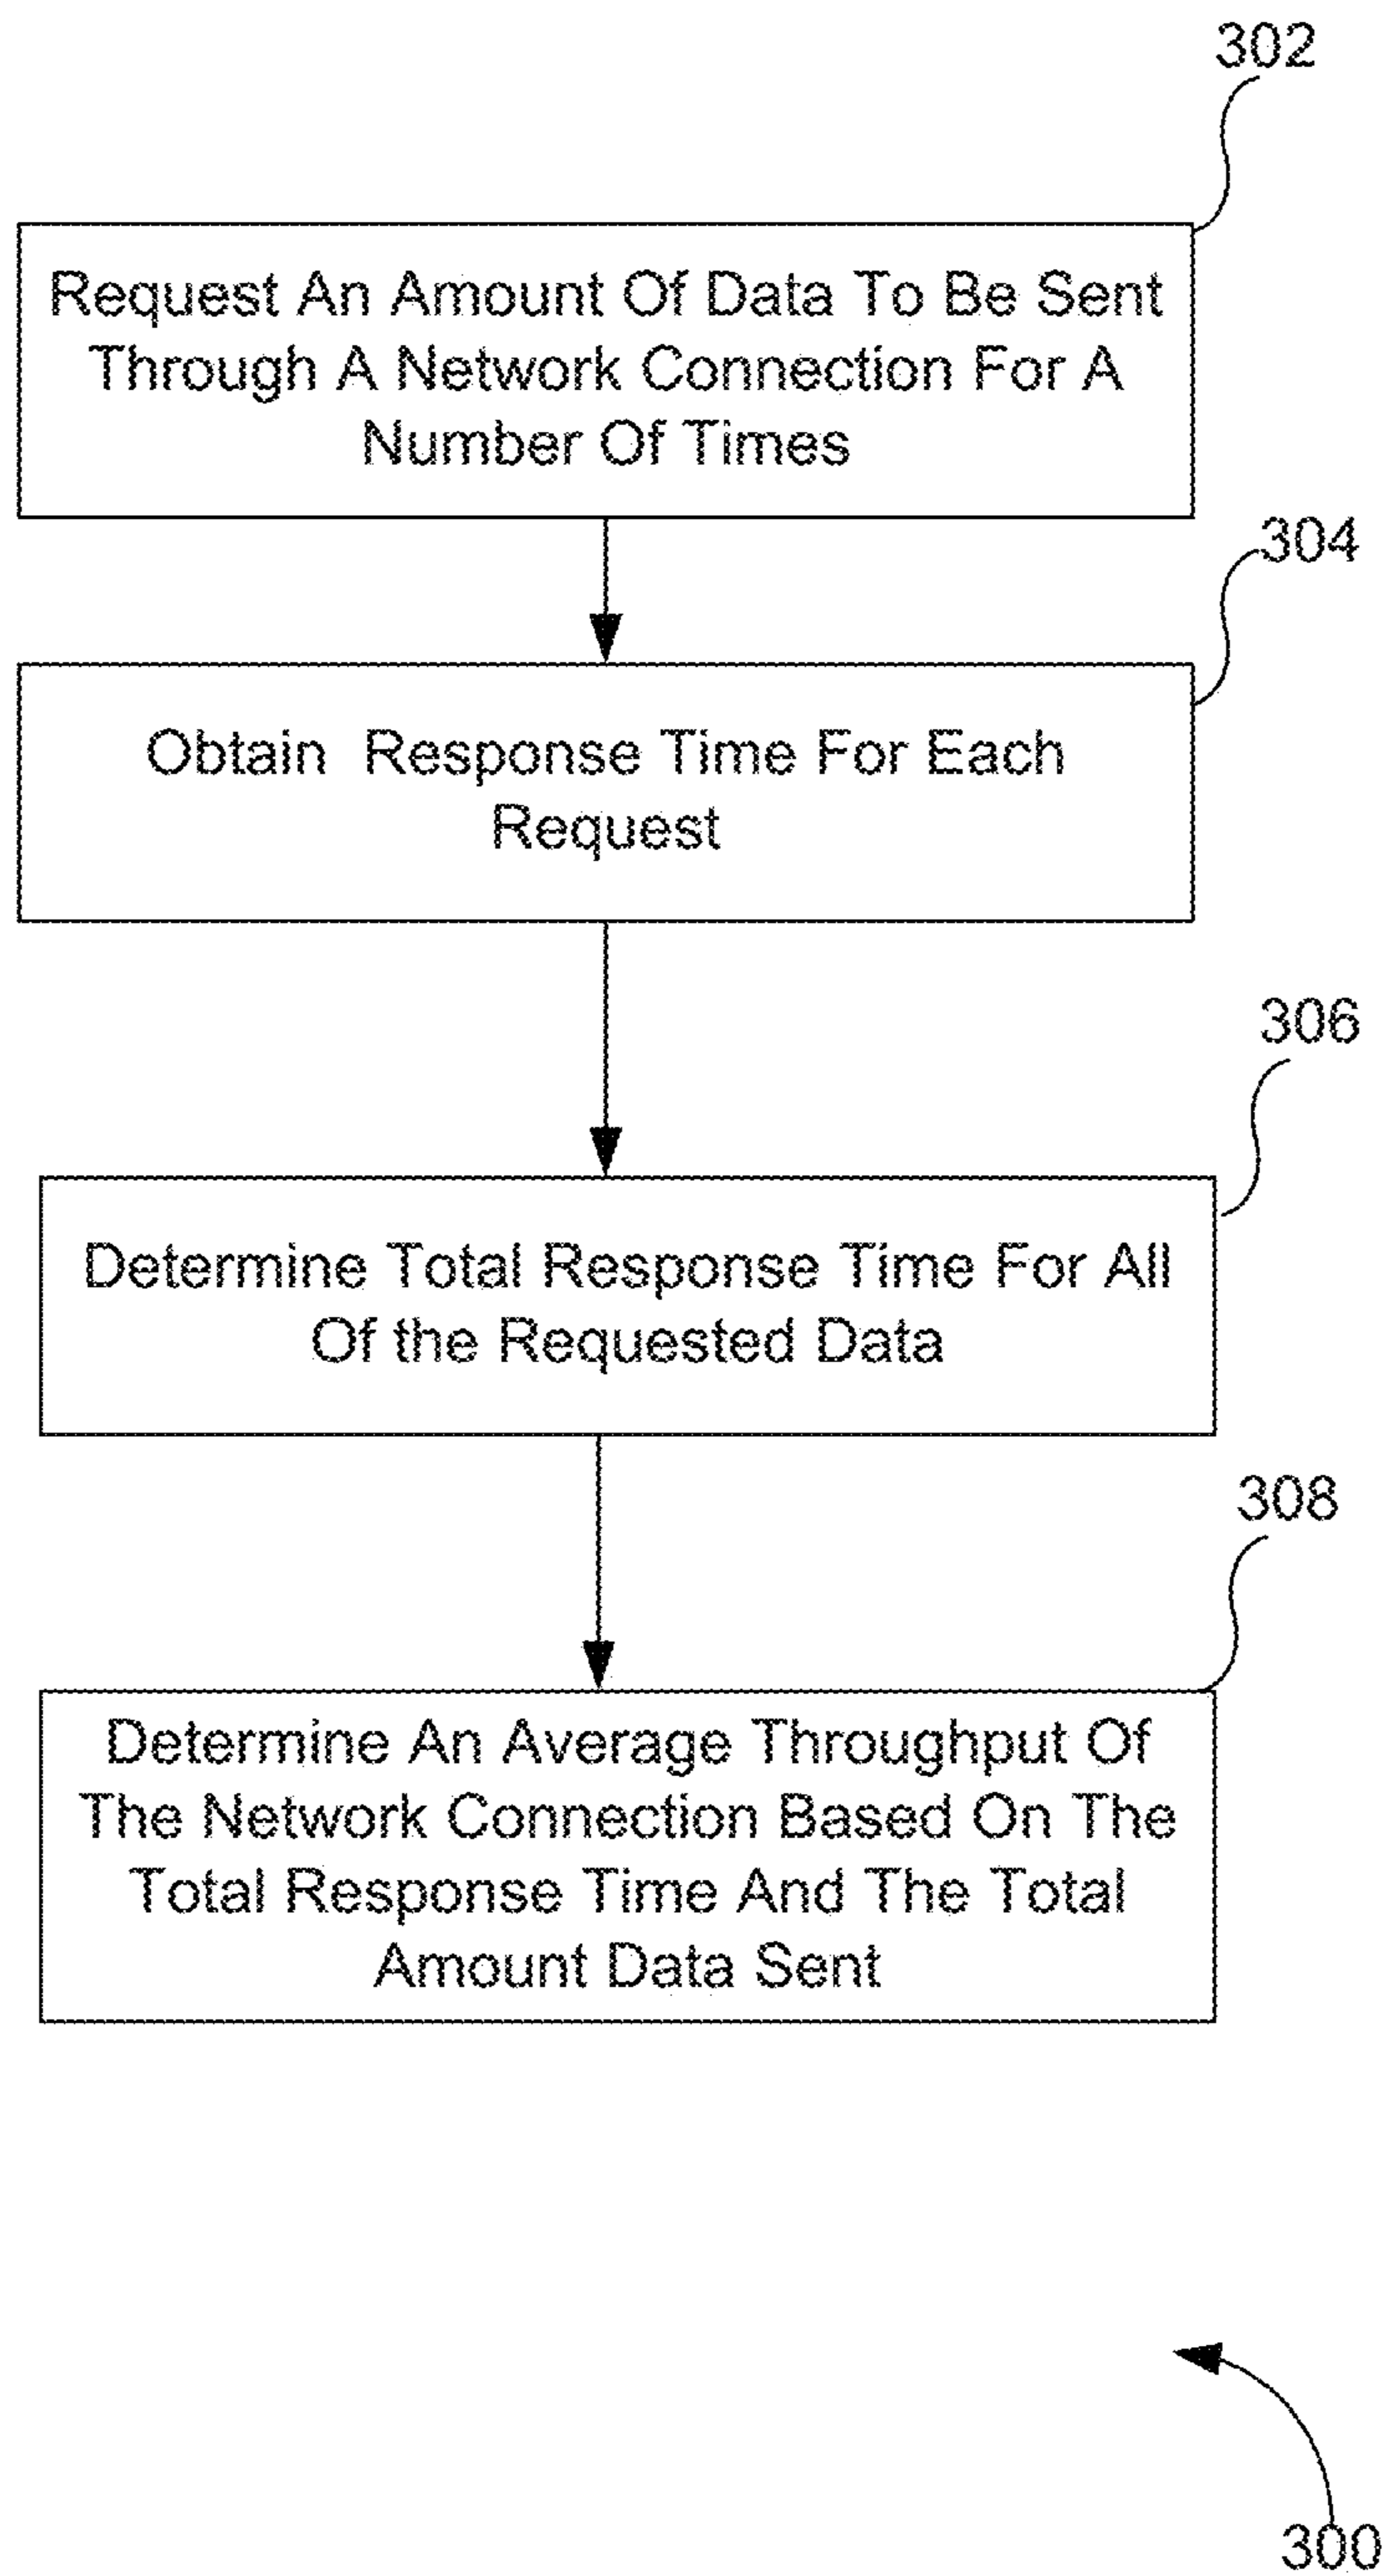 302
Request An Amount Of Data To Be Sent
Through A Network Connection For A
Number Of Times
304
Obtain Response Time For Each
Request
306
Determine Total Response Time For All
Of the Requested Data
308
Determine An Average Throughput Of
The Network Connection Based On The
Total Response Time And The Total
Amount Data Sent
300